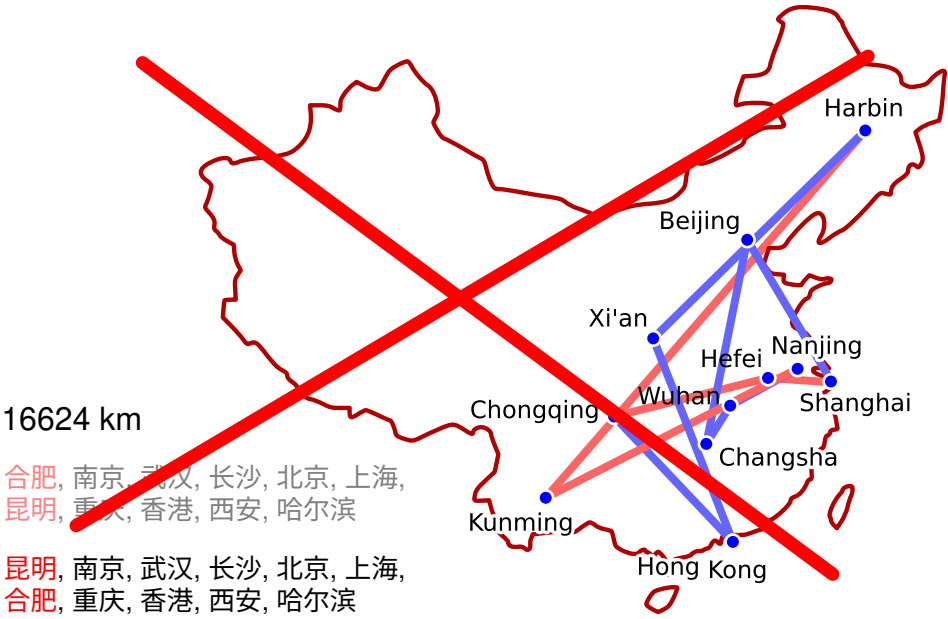 Harbin
Beijing
Xi'an
Hefei
Nanjing
Wuhan
Shanghai
Chongqing
16624 km
Changsha
合肥, 南京, 武汉, 长沙, 北京, 上海,
昆明, 重庆, 香港, 西安, 哈尔滨
Kunming
Hong Kong
昆明, 南京, 武汉, 长沙, 北京, 上海,
合肥, 重庆, 香港, 西安, 哈尔滨